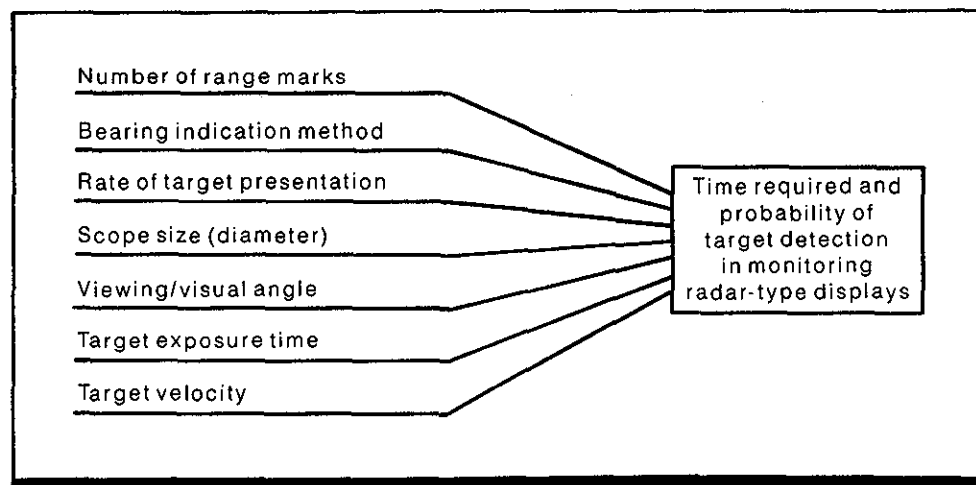 Number of range marks
Bearing indication method
Rate of target presentation
Scope size (diameter)
Viewing/visual angle
Target exposure time
Target velocity
Time required and
probability of
target detection
in monitoring
radar-type displays